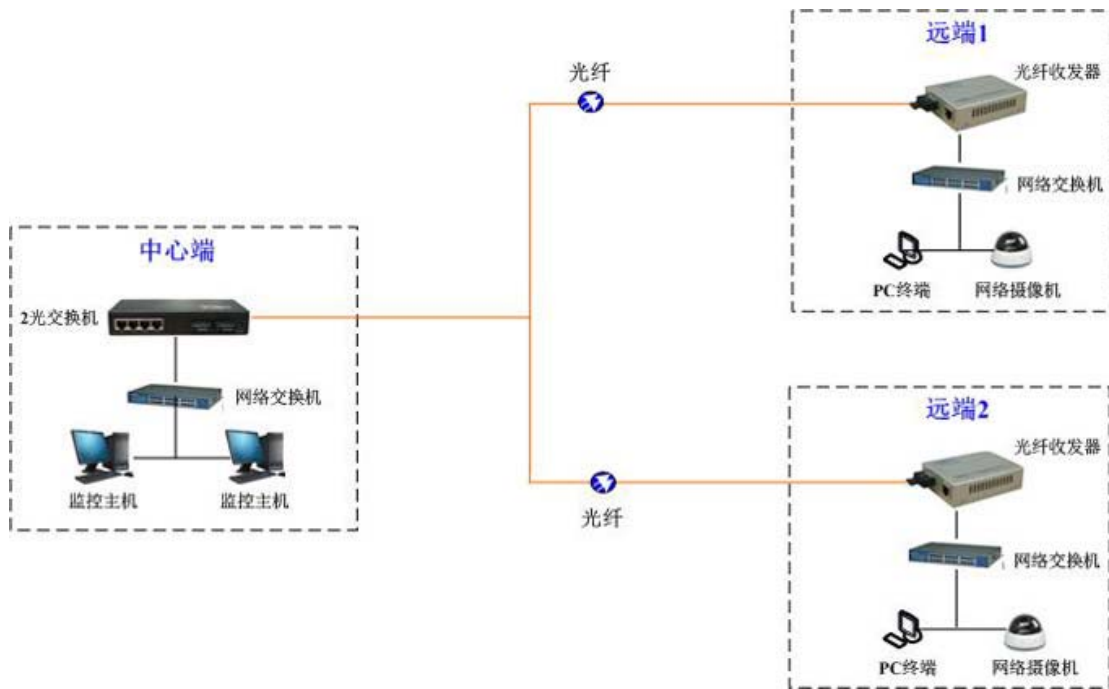 中心端
2光交换机
网络交换机
监控主机
监控主机
光纤
光纤
远端1
光纤收发器
网络交换机
PC终端
网络摄像机
远端2
光纤收发器
网络交换机
PC终端
网络摄像机